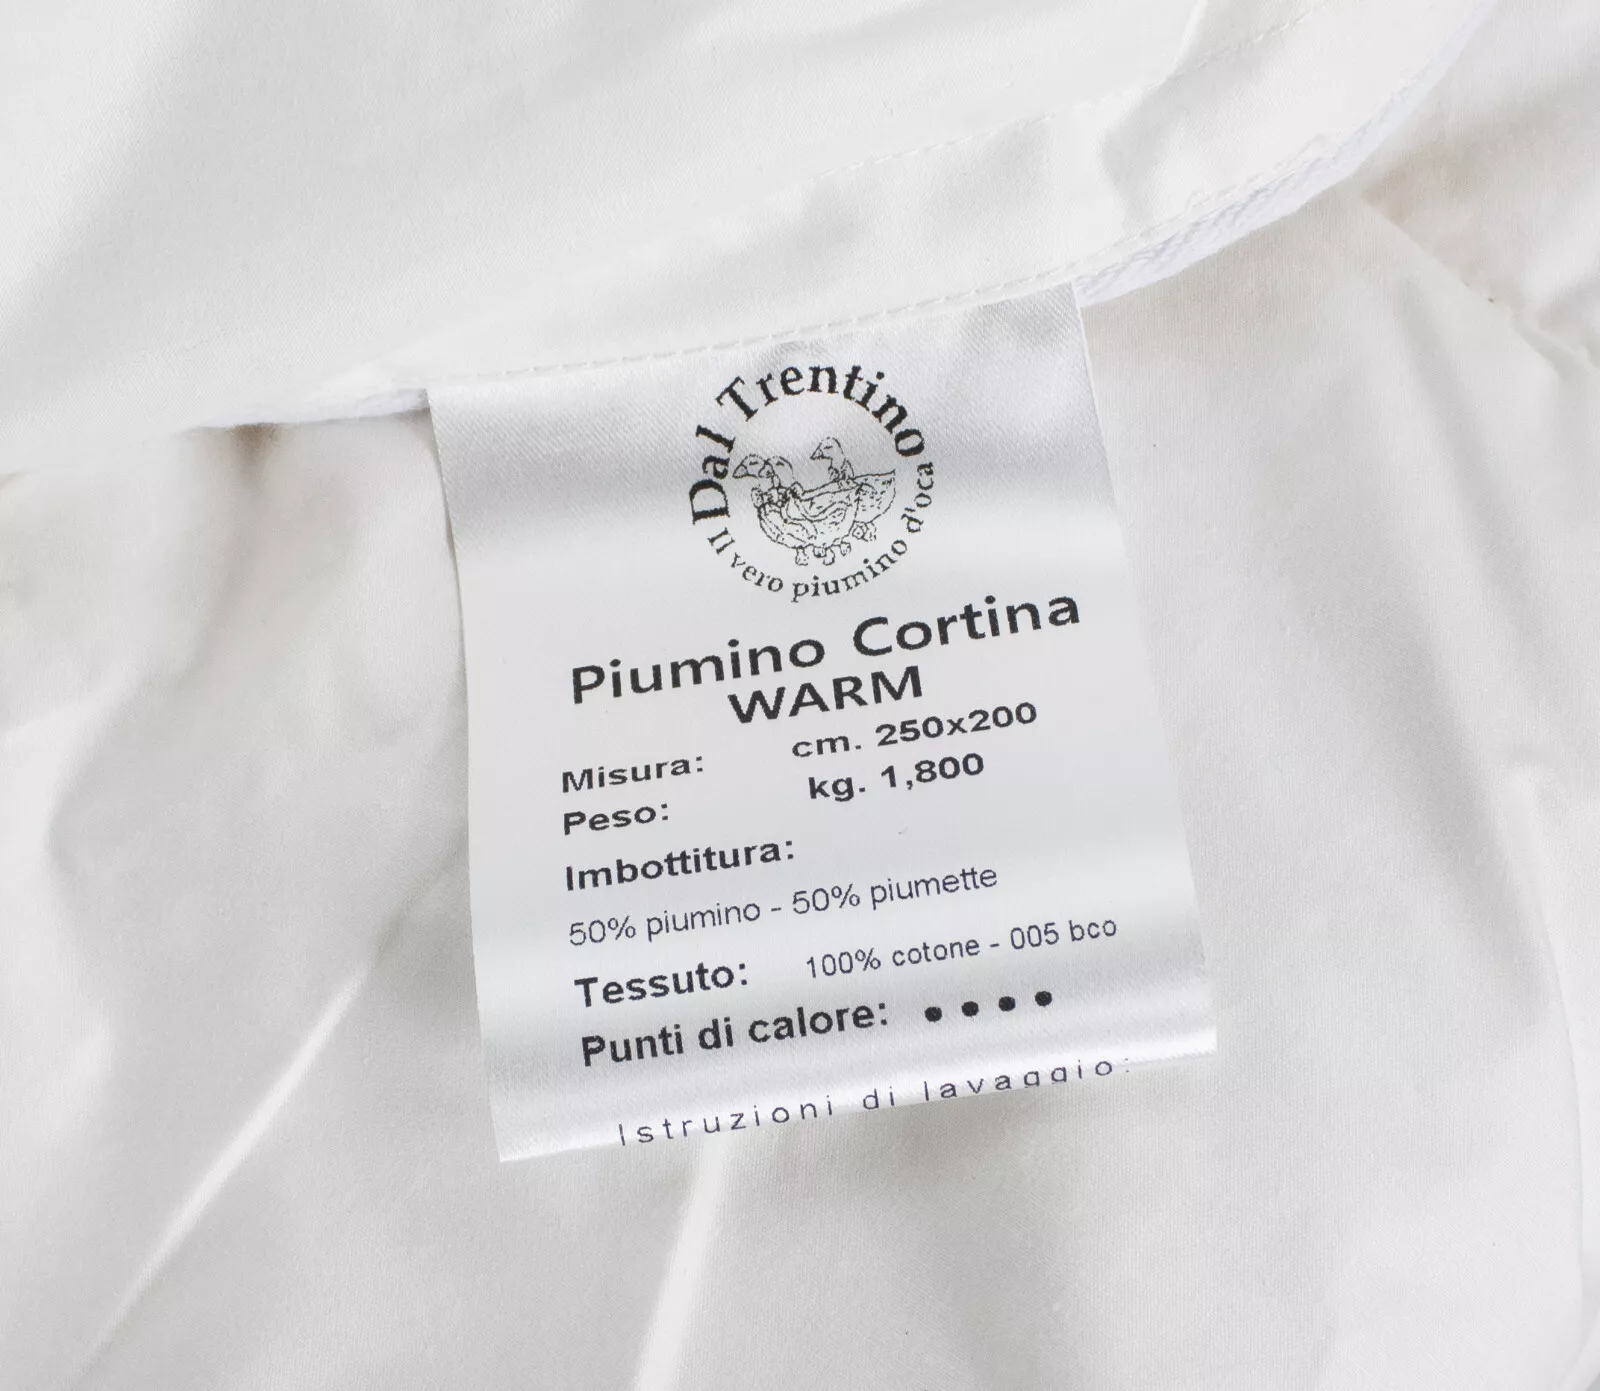 Dal Trentino
Il vero piumino d'oca
Piumino Cortina
WARM
Misura: cm. 250x200
Peso: kg. 1,800
Imbottitura:
50% piumino - 50% piumette
Tessuto: 100% cotone - 005 bco
Punti di calore: • • • •
Istruzioni di lavaggio: